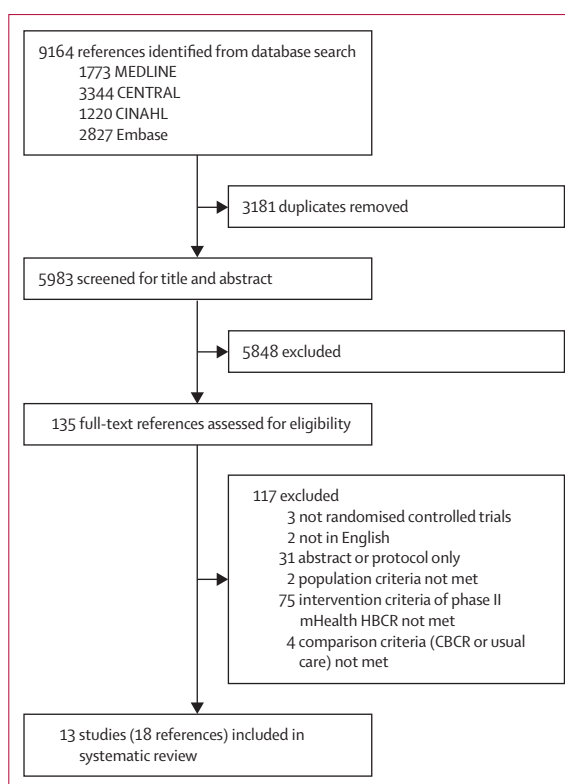 9164 references identified from database search
1773 MEDLINE
3344 CENTRAL
1220 CINAHL
2827 Embase
3181 duplicates removed
5983 screened for title and abstract
5848 excluded
135 full-text references assessed for eligibility
117 excluded
3 not randomised controlled trials
2 not in English
31 abstract or protocol only
2 population criteria not met
75 intervention criteria of phase II
mHealth HBCR not met
4 comparison criteria (CBCR or usual
care) not met
13 studies (18 references) included in
systematic review